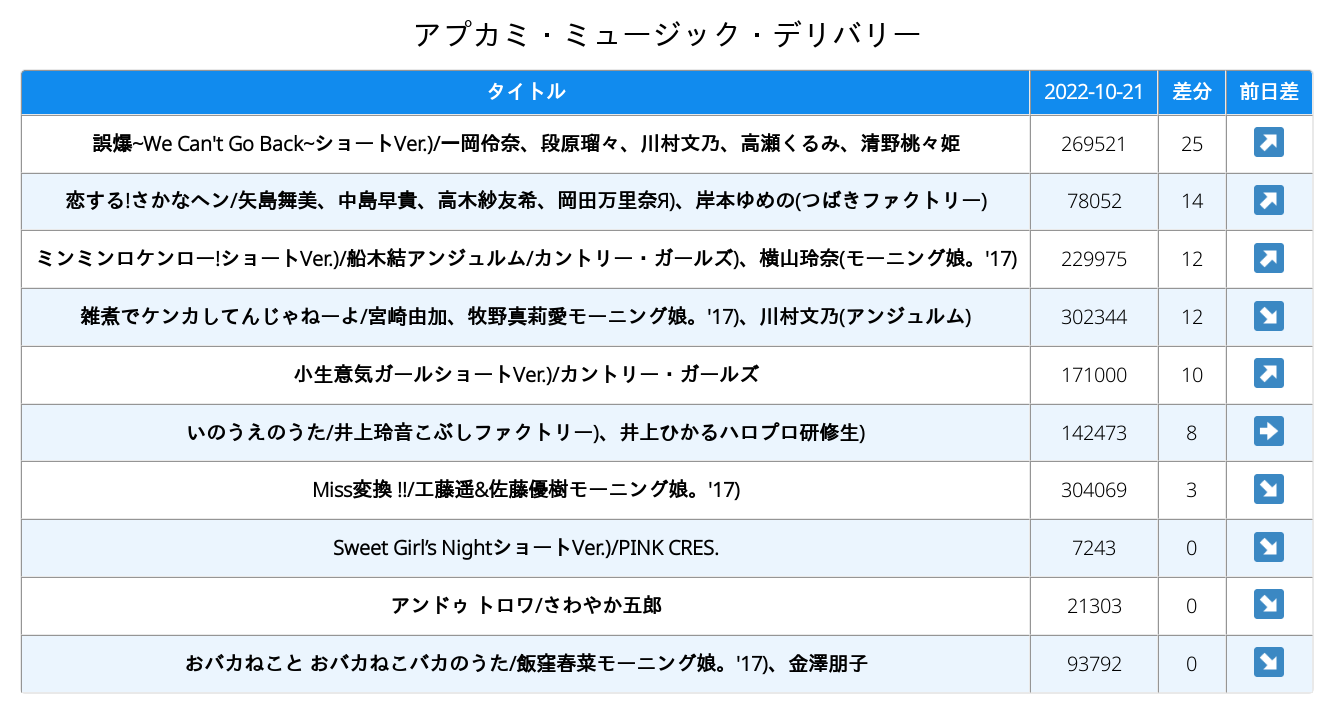 アプカミ・ミュージック・デリバリー
タイトル 2022-10-21 差分 前日差
誤爆~We Can't Go Back~ショートVer.)/一岡伶奈、段原瑠々、川村文乃、高瀬くるみ、清野桃々姫 269521 25
恋する!さかなヘン/矢島舞美、中島早貴、高木紗友希、岡田万里奈Я)、岸本ゆめの(つばきファクトリー) 78052 14
ミンミンロケンロー!ショートVer.)/船木結アンジュルム/カントリー・ガールズ)、横山玲奈(モーニング娘。'17) 229975 12
雑煮でケンカしてんじゃねーよ/宮崎由加、牧野真莉愛モーニング娘。'17)、川村文乃(アンジュルム) 302344 12
小生意気ガールショートVer.)/カントリー・ガールズ 171000 10
いのうえのうた/井上玲音こぶしファクトリー)、井上ひかるハロプロ研修生) 142473 8
Miss変換 !!/工藤遥&佐藤優樹モーニング娘。'17) 304069 3
Sweet Girl’s NightショートVer.)/PINK CRES. 7243 0
アンドゥ トロワ/さわやか五郎 21303 0
おバカねこと おバカねこバカのうた/飯窪春菜モーニング娘。'17)、金澤朋子 93792 0